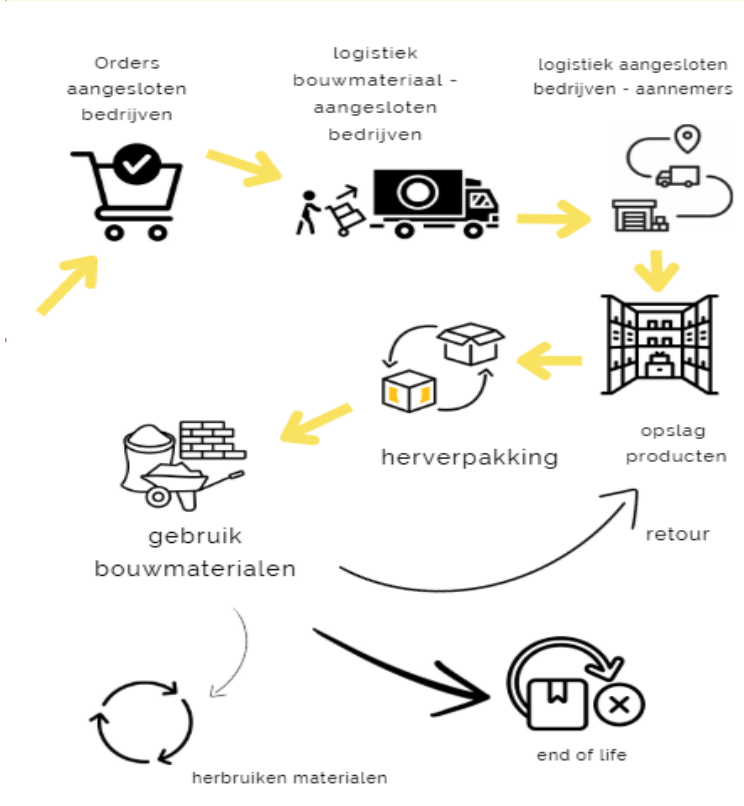 Orders
aangesloten
bedrijven
logistiek
bouwmateriaal -
aangesloten
bedrijven
logistiek aangesloten
bedrijven - aannemers
opslag
producten
herverpakking
gebruik
bouwmaterialen
retour
end of life
herbruiken materialen